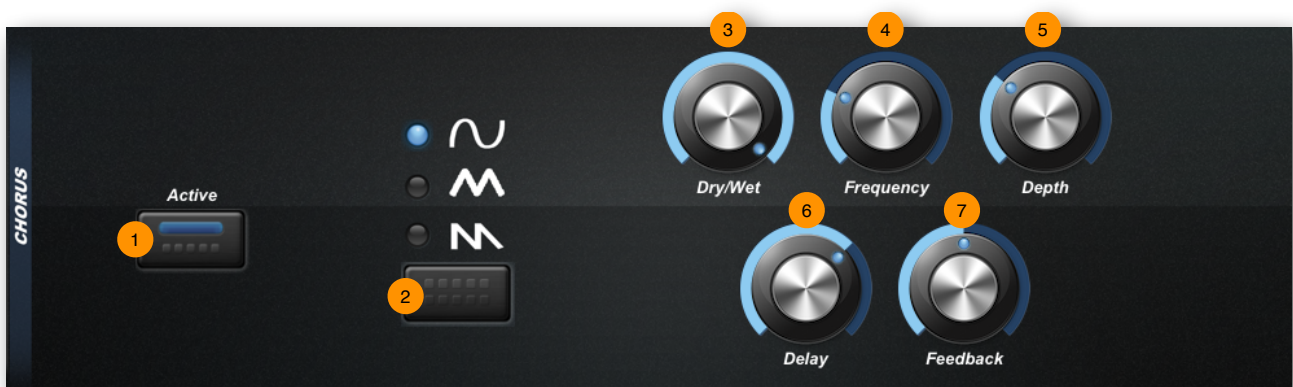 3
4
5
CHORUS
Active
1
2
Dry/Wet
Frequency
Depth
6
7
Delay
Feedback